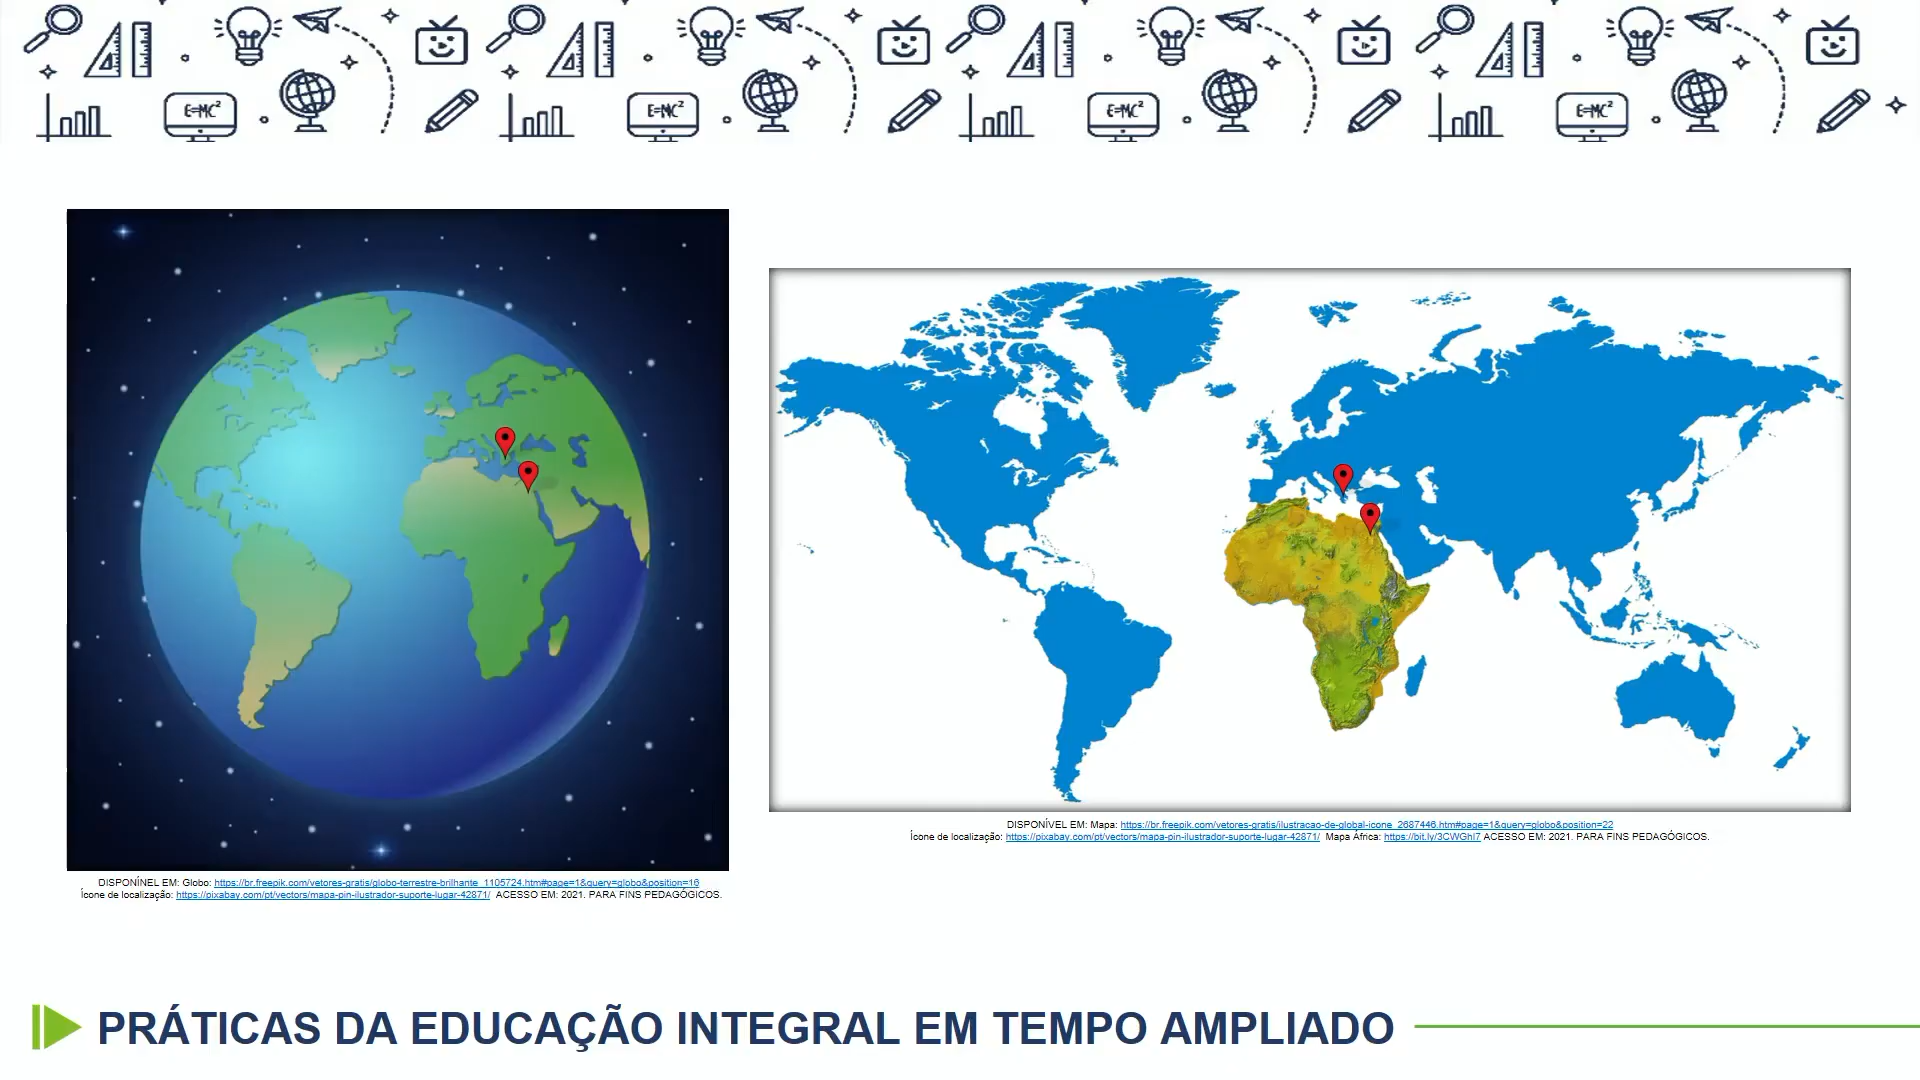 E=MC²
E=MC²
E=MC²
E=MC²
DISPONÍVEL EM: Mapa: https://br.freepik.com/vetores-gratis/ilustracao-de-global-icone_2687446.htm#page=1&query=globo&position=22
Ícone de localização: https://pixabay.com/pt/vectors/mapa-pin-ilustrador-suporte-lugar-42871/ Mapa África: https://bit.ly/3CWGhI7 ACESSO EM: 2021. PARA FINS PEDAGÓGICOS.
DISPONÍNEL EM: Globo: https://br.freepik.com/vetores-gratis/globo-terrestre-brilhante_1105724.htm#page=1&query=globo&position=16
Ícone de localização: https://pixabay.com/pt/vectors/mapa-pin-ilustrador-suporte-lugar-42871/ ACESSO EM: 2021. PARA FINS PEDAGÓGICOS.
PRÁTICAS DA EDUCAÇÃO INTEGRAL EM TEMPO AMPLIADO